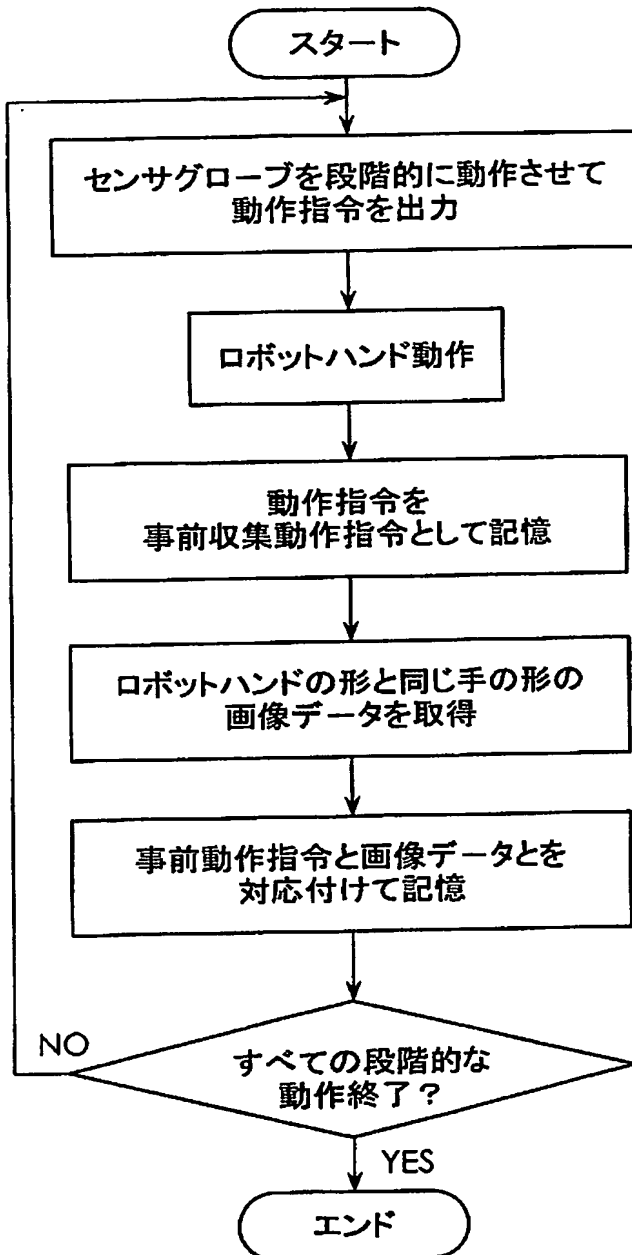 スタート
センサグローブを段階的に動作させて
動作指令を出力
ロボットハンド動作
動作指令を
事前収集動作指令として記憶
ロボットハンドの形と同じ手の形の
画像データを取得
事前動作指令と画像データとを
対応付けて記憶
NO
すべての段階的な
動作終了?
YES
エンド